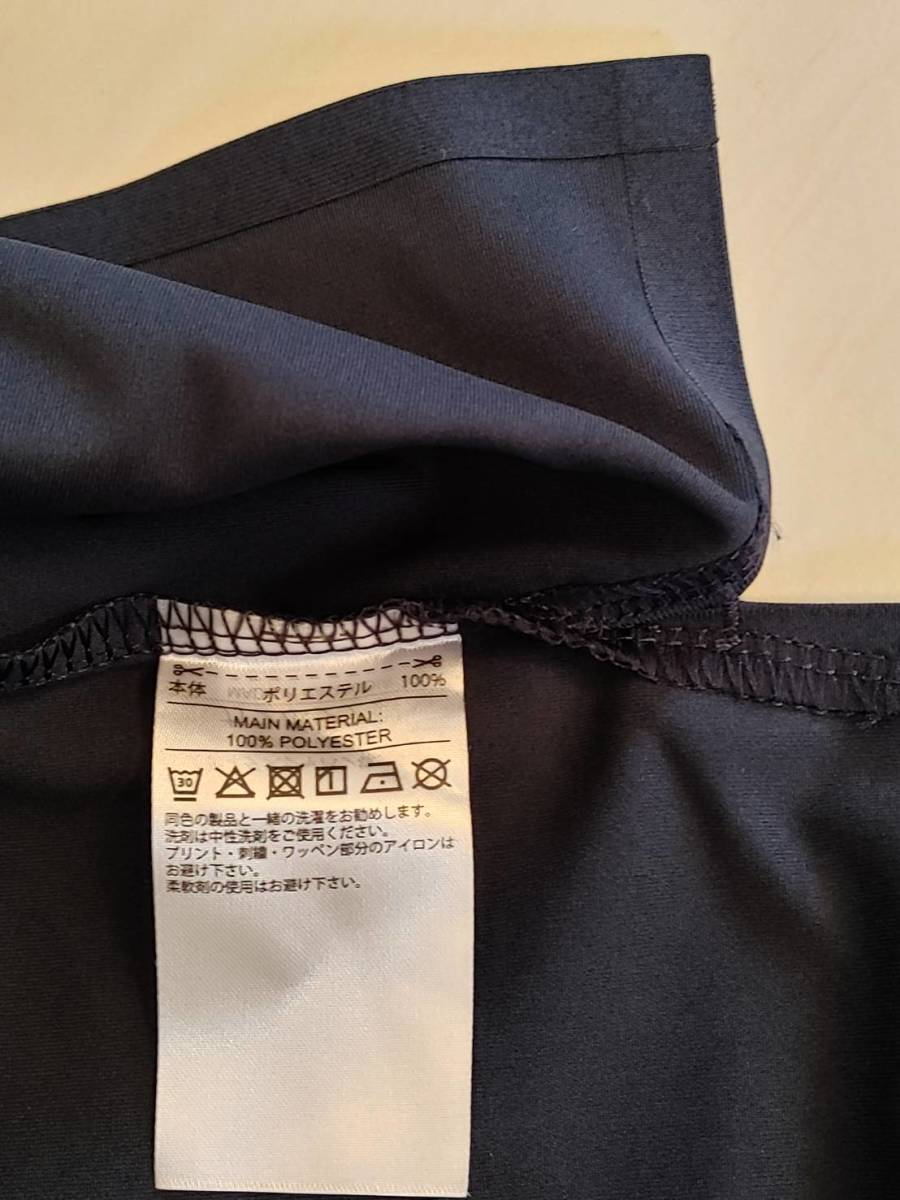 本体 ポリエステル 100%
MAIN MATERIAL:
100% POLYESTER
30
同色の製品と一緒の洗濯をお勧めします。
洗剤は中性洗剤をご使用ください。
プリント・刺繍・ワッペン部分のアイロンは
お避け下さい。
柔軟剤の使用はお避け下さい。